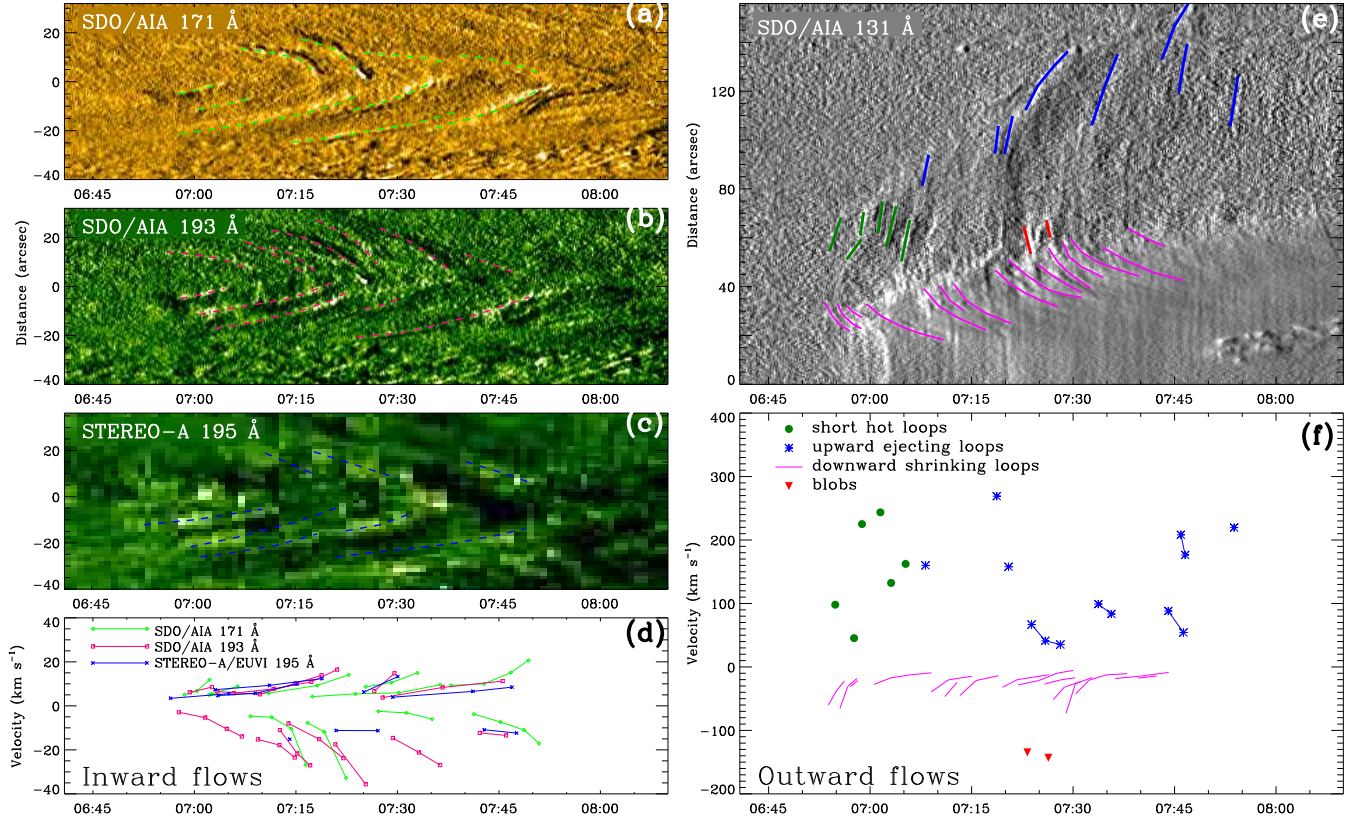 SDO/AIA 171 Å
(a)
20
0
−20
−40
06:45 07:00 07:15 07:30 07:45 08:00
SDO/AIA 193 Å
(b)
Distance (arcsec)
20
0
−20
−40
06:45 07:00 07:15 07:30 07:45 08:00
STEREO−A 195 Å
(c)
20
0
−20
−40
06:45 07:00 07:15 07:30 07:45 08:00
(d)
SDO/AIA 171 Å
SDO/AIA 193 Å
STEREO−A/EUVI 195 Å
Velocity (km s⁻¹)
40
20
0
−20
−40
Inward flows
06:45 07:00 07:15 07:30 07:45 08:00
SDO/AIA 131 Å
(e)
Distance (arcsec)
120
80
40
0
06:45 07:00 07:15 07:30 07:45 08:00
(f)
short hot loops
upward ejecting loops
downward shrinking loops
blobs
Velocity (km s⁻¹)
400
300
200
100
0
−100
−200
Outward flows
06:45 07:00 07:15 07:30 07:45 08:00